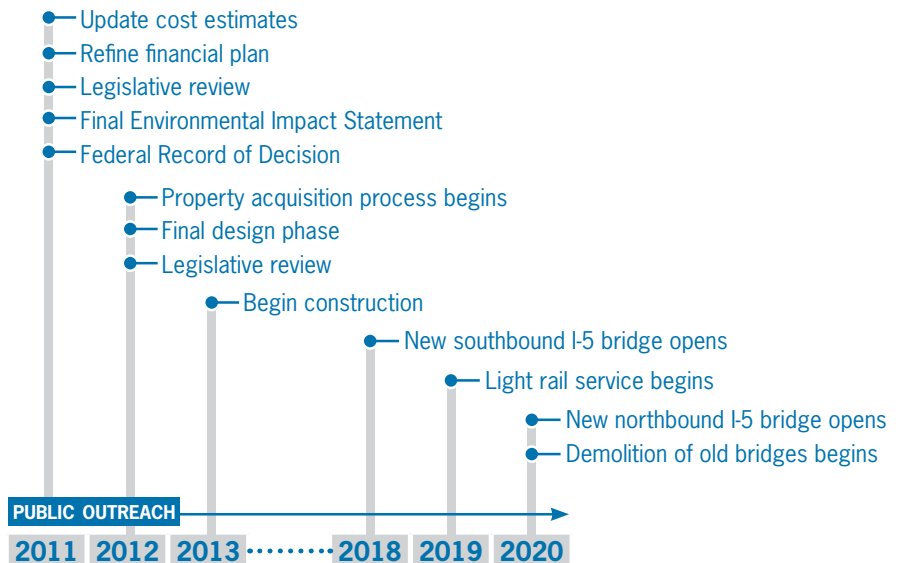 Update cost estimates
Refine financial plan
Legislative review
Final Environmental Impact Statement
Federal Record of Decision
Property acquisition process begins
Final design phase
Legislative review
Begin construction
New southbound I-5 bridge opens
Light rail service begins
New northbound I-5 bridge opens
Demolition of old bridges begins
PUBLIC OUTREACH
2011 2012 2013 2018 2019 2020